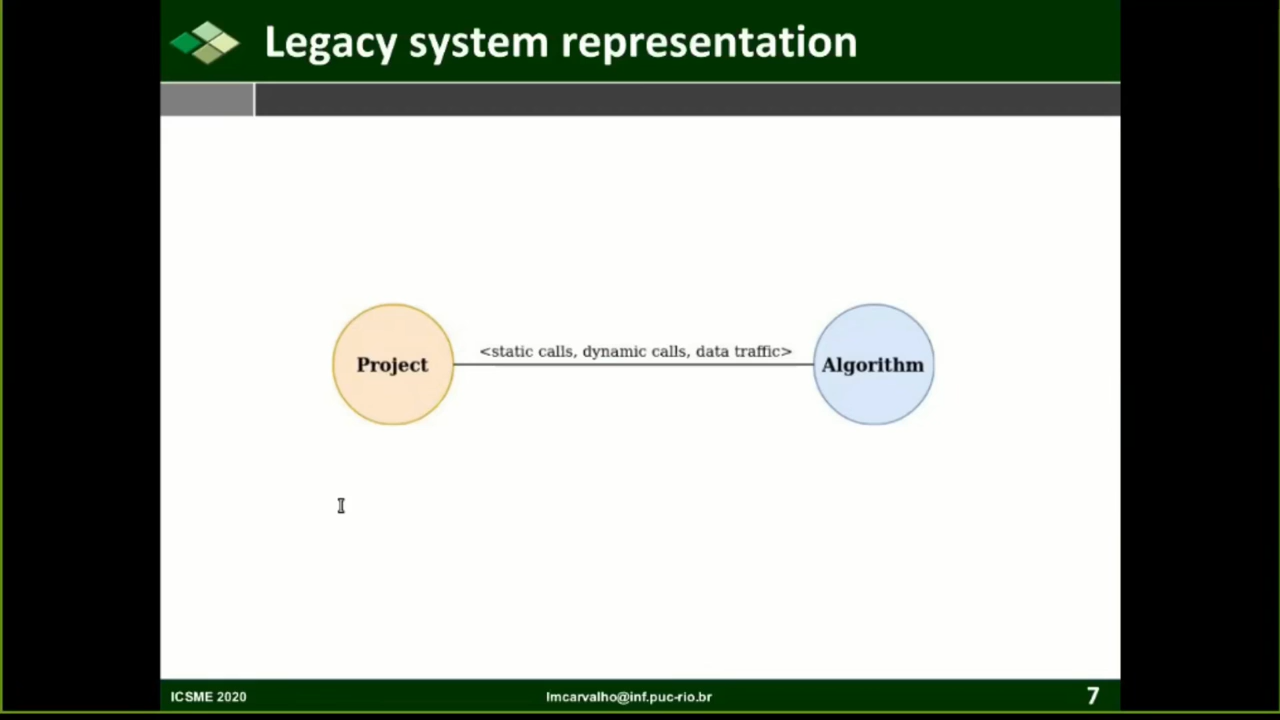 Legacy system representation
<static calls, dynamic calls, data traffic>
Project
Algorithm
ICSME 2020
lmcarvalho@inf.puc-rio.br
7